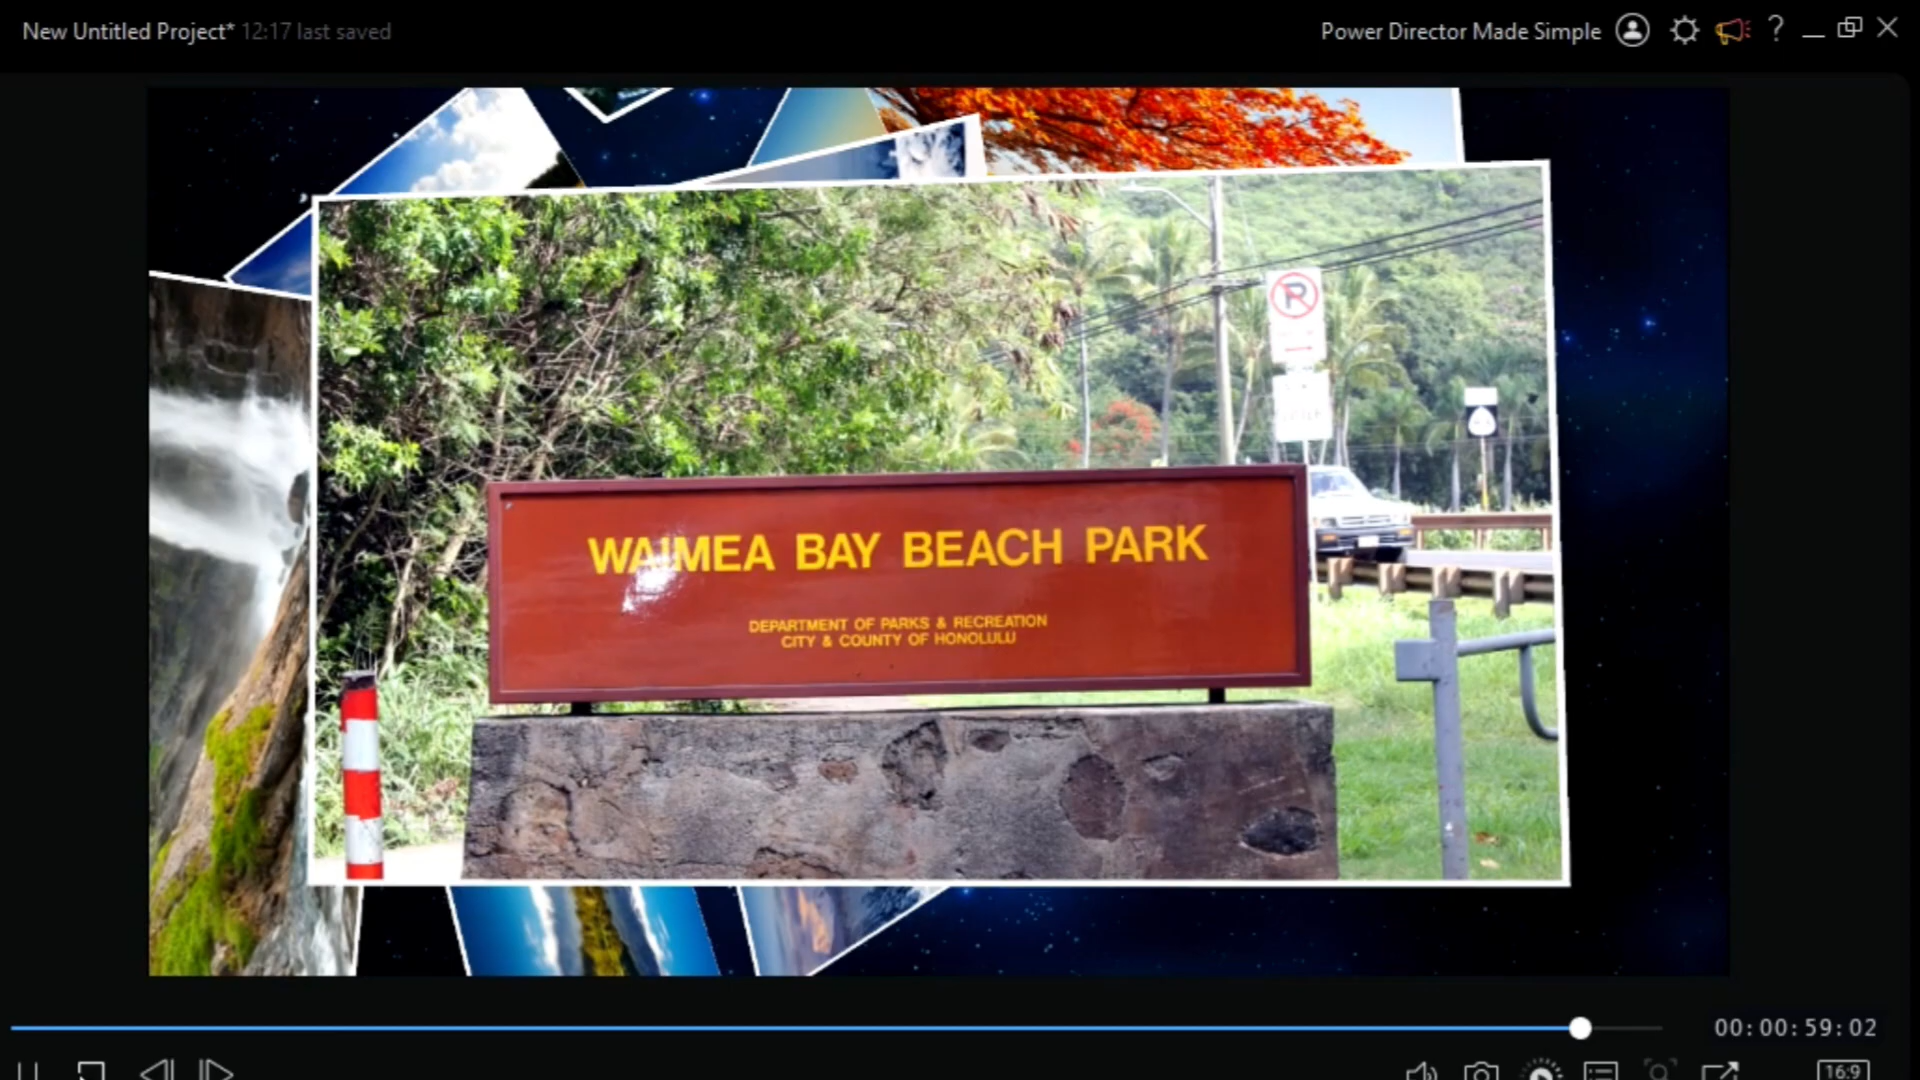 New Untitled Project* 12:17 last saved
Power Director Made Simple
?
WAIMEA BAY BEACH PARK
DEPARTMENT OF PARKS & RECREATION
CITY & COUNTY OF HONOLULU
00:00:59:02
16:9